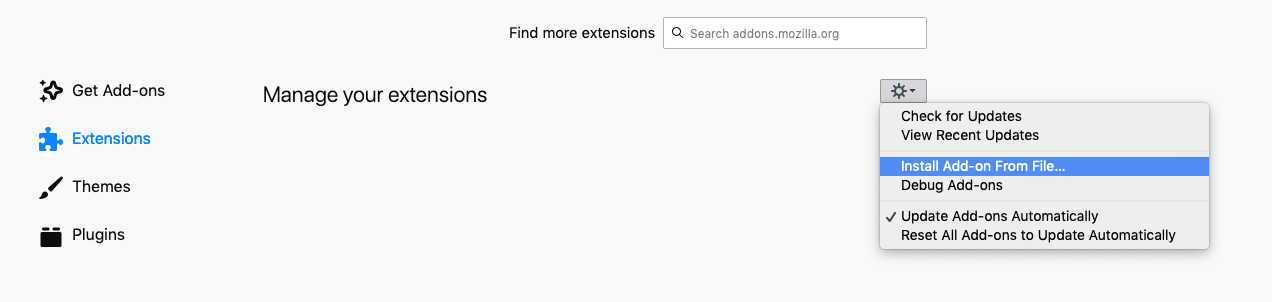 Find more extensions
Search addons.mozilla.org
Get Add-ons
Extensions
Themes
Plugins
Manage your extensions
Check for Updates
View Recent Updates
Install Add-on From File...
Debug Add-ons
Update Add-ons Automatically
Reset All Add-ons to Update Automatically